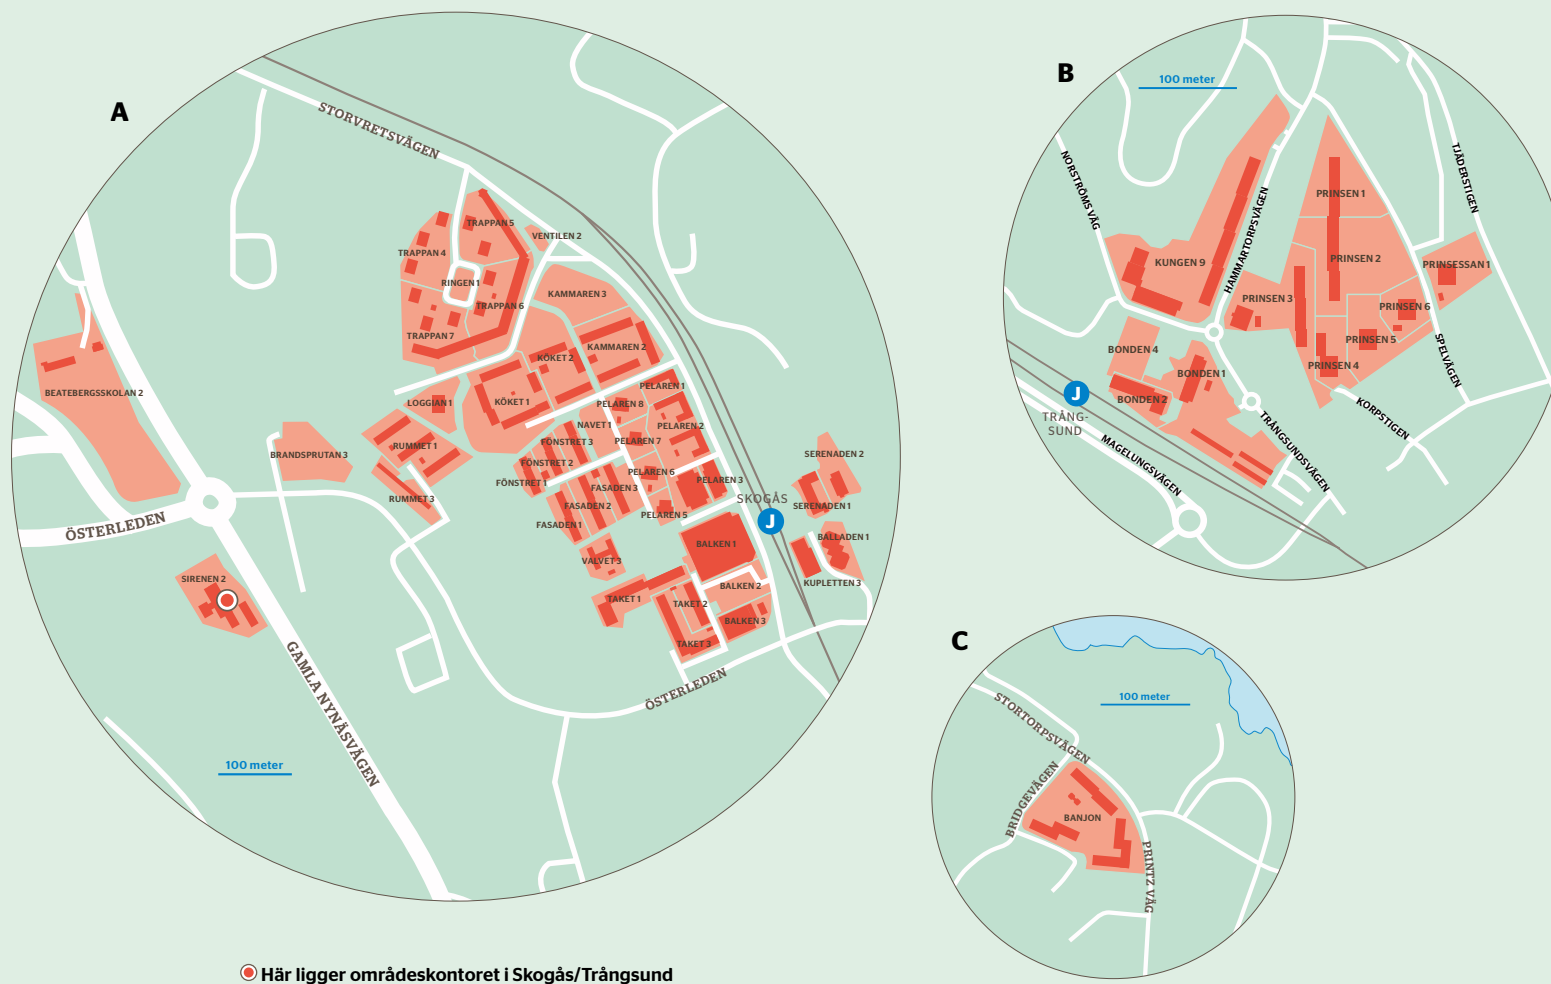 A
STORVRETSVÄGEN
TRAPPAN 5
VENTILEN 2
TRAPPAN 4
RINGEN 1
KAMMAREN 3
TRAPPAN 6
TRAPPAN 7
KAMMAREN 2
KÖKET 2
BEATEBERGSSKOLAN 2
PELAREN 1
LOGGIAN 1
KÖKET 1
PELAREN 8
NAVET 1
PELAREN 2
RUMMET 1
FÖNSTRET 3
PELAREN 7
BRANDSPRUTAN 3
SERENADEN 2
FÖNSTRET 2
PELAREN 6
FÖNSTRET 1
FASADEN 3
PELAREN 3
RUMMET 3
SKOGÅS
FASADEN 2
SERENADEN 1
PELAREN 5
J
FASADEN 1
ÖSTERLEDEN
BALLADEN 1
BALKEN 1
VALVET 3
SIRENEN 2
KUPLETTEN 3
BALKEN 2
TAKET 1
TAKET 2
BALKEN 3
TAKET 3
GAMLA NYNÄSVÄGEN
ÖSTERLEDEN
100 meter
B
100 meter
NORSTRÖMS VÄG
TJÄDERSTIGEN
PRINSEN 1
HAMMARTORPSVÄGEN
KUNGEN 9
PRINSEN 2
PRINSESSAN 1
PRINSEN 3
PRINSEN 6
PRINSEN 5
BONDEN 4
SPELVÄGEN
PRINSEN 4
BONDEN 1
J
BONDEN 2
TRÅNG-
SUND
KORPSTIGEN
TRÅNGSUNDSVÄGEN
MAGELUNGSVÄGEN
C
100 meter
STORTORPSVÄGEN
BRIDGEVÄGEN
BANJON
PRINTZ VÄG
Här ligger områdeskontoret i Skogås/Trångsund